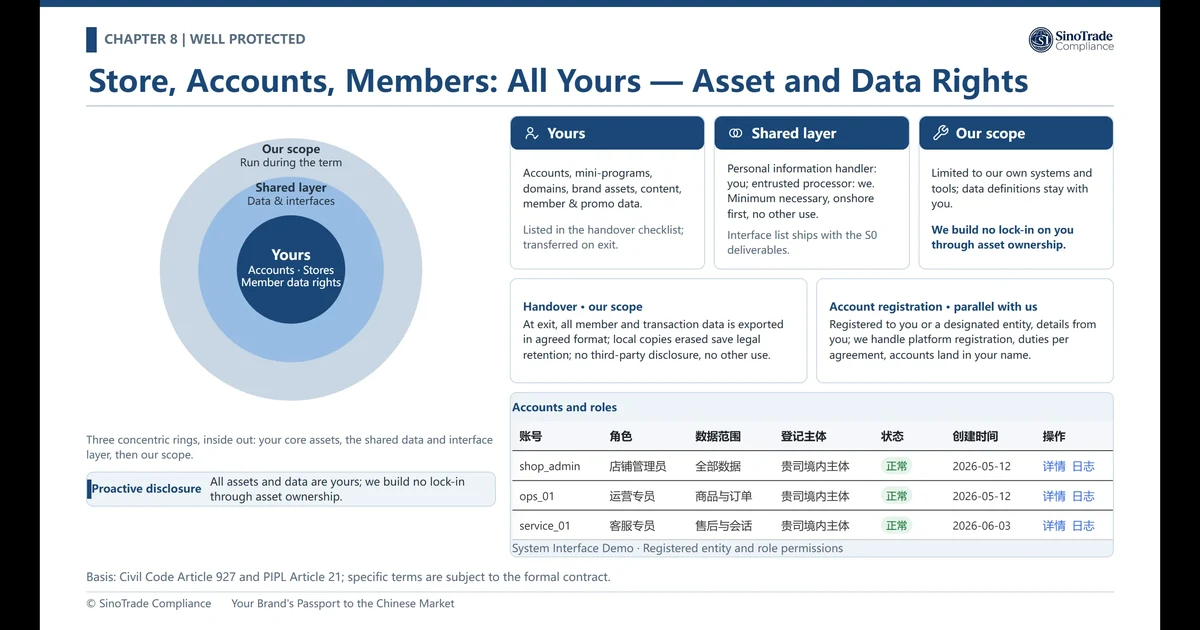 CHAPTER 8 | WELL PROTECTED
SinoTrade
Compliance
Store, Accounts, Members: All Yours — Asset and Data Rights
Our scope
Run during the term
Shared layer
Data & interfaces
Yours
Accounts · Stores
Member data rights
Three concentric rings, inside out: your core assets, the shared data and interface
layer, then our scope.
Proactive disclosure
All assets and data are yours; we build no lock-in
through asset ownership.
Yours
Accounts, mini-programs,
domains, brand assets, content,
member & promo data.
Listed in the handover checklist;
transferred on exit.
Shared layer
Personal information handler:
you; entrusted processor: we.
Minimum necessary, onshore
first, no other use.
Interface list ships with the S0
deliverables.
Our scope
Limited to our own systems and
tools; data definitions stay with
you.
We build no lock-in on you
through asset ownership.
Handover • our scope
At exit, all member and transaction data is exported
in agreed format; local copies erased save legal
retention; no third-party disclosure, no other use.
Account registration • parallel with us
Registered to you or a designated entity, details from
you; we handle platform registration, duties per
agreement, accounts land in your name.
Accounts and roles
账号 角色 数据范围 登记主体 状态 创建时间 操作
shop_admin 店铺管理员 全部数据 贵司境内主体 正常 2026-05-12 详情 日志
ops_01 运营专员 商品与订单 贵司境内主体 正常 2026-05-12 详情 日志
service_01 客服专员 售后与会话 贵司境内主体 正常 2026-06-03 详情 日志
System Interface Demo · Registered entity and role permissions
Basis: Civil Code Article 927 and PIPL Article 21; specific terms are subject to the formal contract.
© SinoTrade Compliance Your Brand's Passport to the Chinese Market